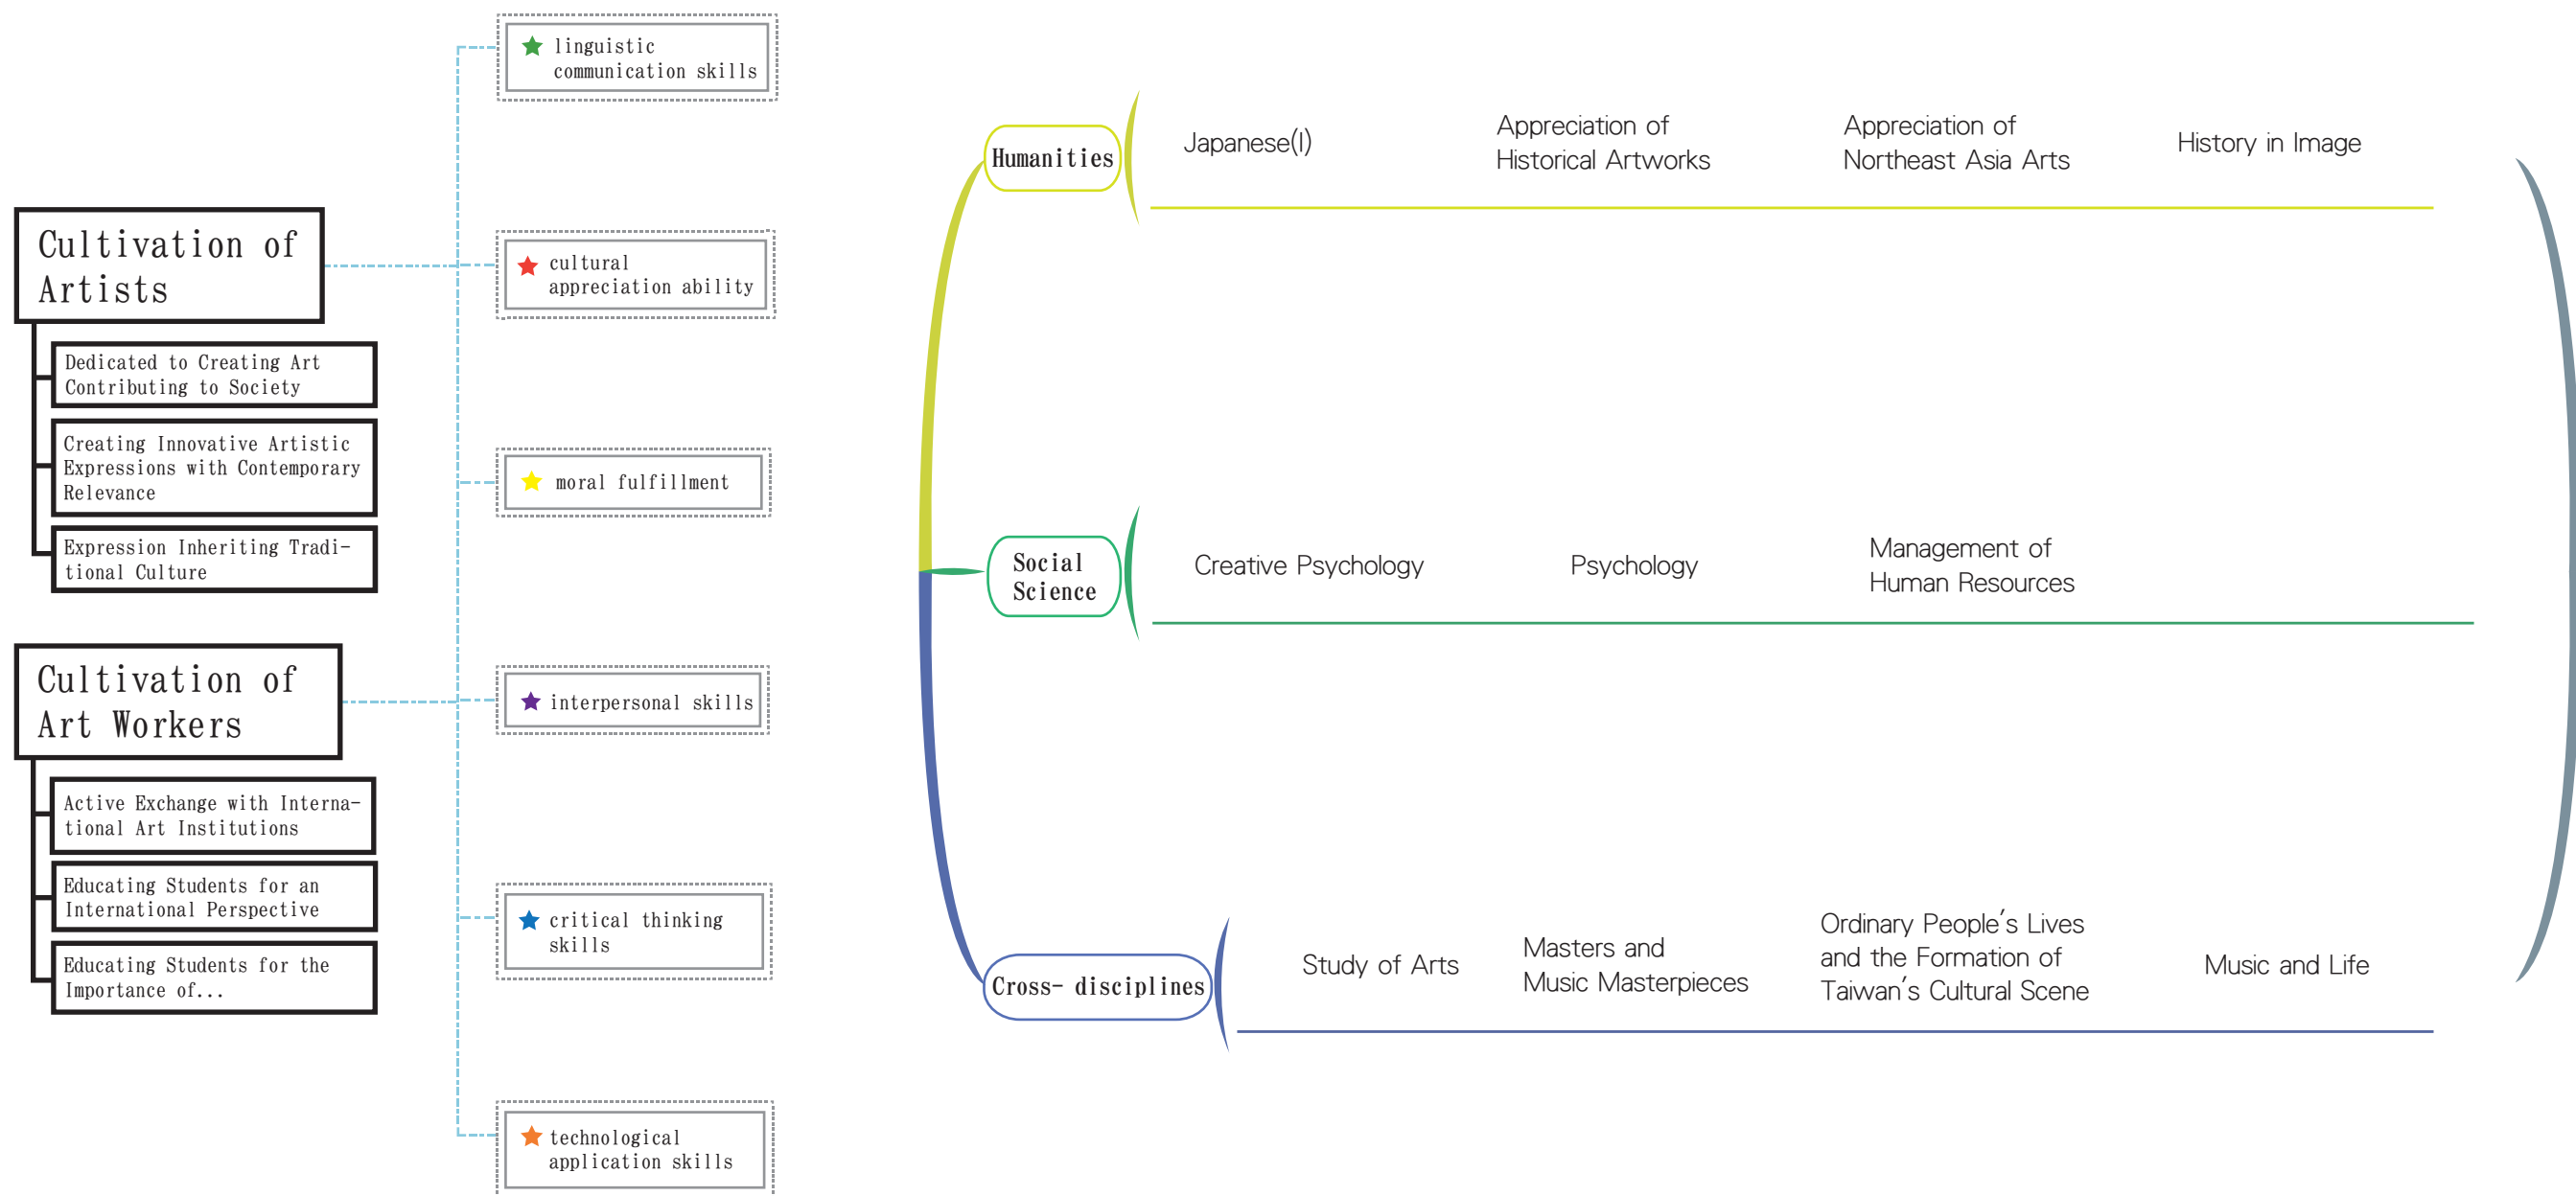 Cultivation of
Artists
Dedicated to Creating Art
Contributing to Society
Creating Innovative Artistic
Expressions with Contemporary
Relevance
Expression Inheriting Tradi-
tional Culture
Cultivation of
Art Workers
Active Exchange with Interna-
tional Art Institutions
Educating Students for an
International Perspective
Educating Students for the
Importance of...
linguistic
communication skills
cultural
appreciation ability
moral fulfillment
interpersonal skills
critical thinking
skills
technological
application skills
Humanities
Japanese(I)
Appreciation of
Historical Artworks
Appreciation of
Northeast Asia Arts
History in Image
Social
Science
Creative Psychology
Psychology
Management of
Human Resources
Cross- disciplines
Study of Arts
Masters and
Music Masterpieces
Ordinary People's Lives
and the Formation of
Taiwan's Cultural Scene
Music and Life